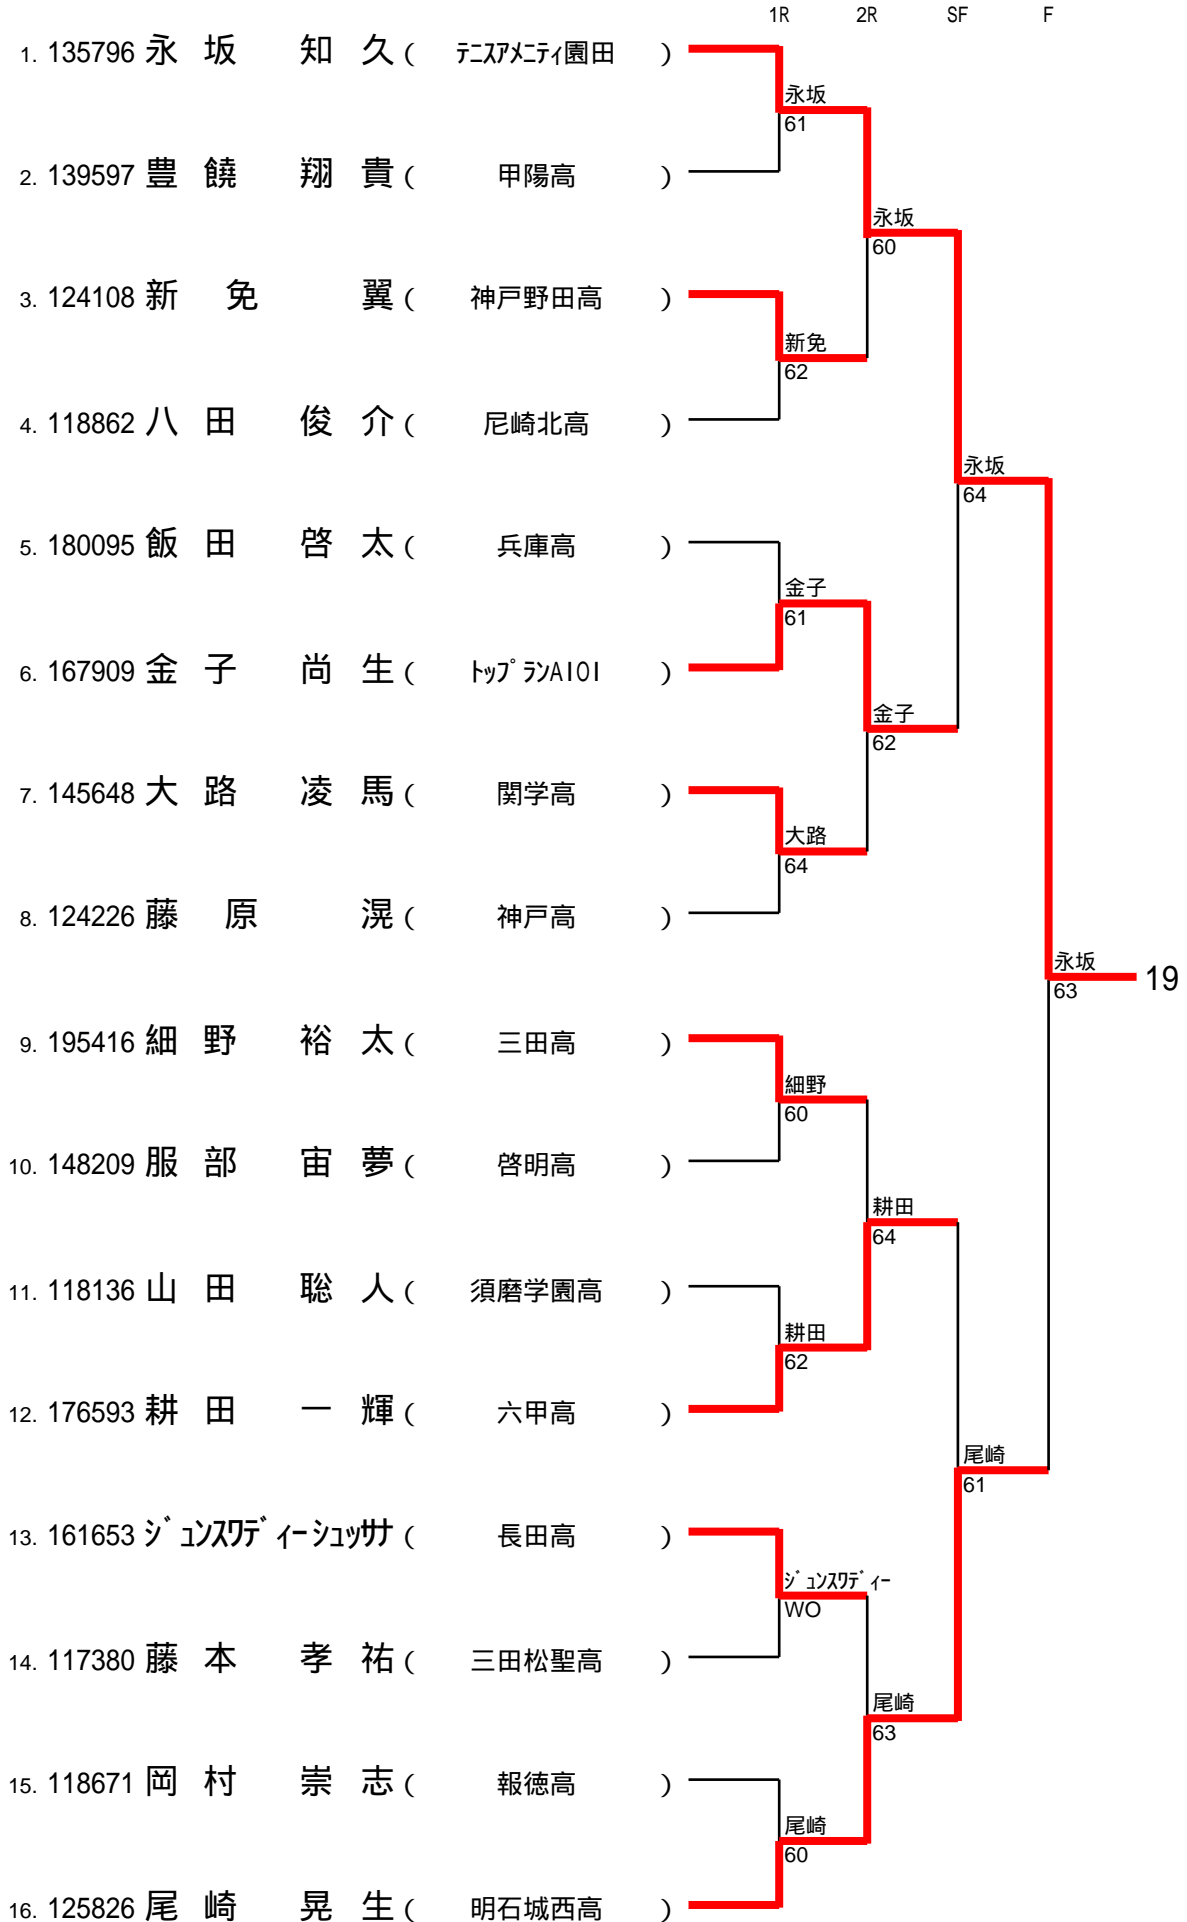 1R 2R SF F
1. 135796 永 坂 知 久 ( ﾃﾆｽｱﾒﾆﾃｨ園田 )
永坂
61
2. 139597 豊 饒 翔 貴 ( 甲陽高 )
永坂
60
3. 124108 新 免 翼 ( 神戸野田高 )
新免
62
4. 118862 八 田 俊 介 ( 尼崎北高 )
永坂
64
5. 180095 飯 田 啓 太 ( 兵庫高 )
金子
61
6. 167909 金 子 尚 生 ( ﾄｯﾌﾟﾗﾝAIOI )
金子
62
7. 145648 大 路 凌 馬 ( 関学高 )
大路
64
8. 124226 藤 原 滉 ( 神戸高 )
永坂
63 19
9. 195416 細 野 裕 太 ( 三田高 )
細野
60
10. 148209 服 部 宙 夢 ( 啓明高 )
耕田
64
11. 118136 山 田 聡 人 ( 須磨学園高 )
耕田
62
12. 176593 耕 田 一 輝 ( 六甲高 )
尾崎
61
13. 161653 ｼﾞｭﾝｽﾜﾃﾞｨｰｼｭｯｻﾅ ( 長田高 )
ｼﾞｭﾝｽﾜﾃﾞｨｰ
WO
14. 117380 藤 本 孝 祐 ( 三田松聖高 )
尾崎
63
15. 118671 岡 村 崇 志 ( 報徳高 )
尾崎
60
16. 125826 尾 崎 晃 生 ( 明石城西高 )